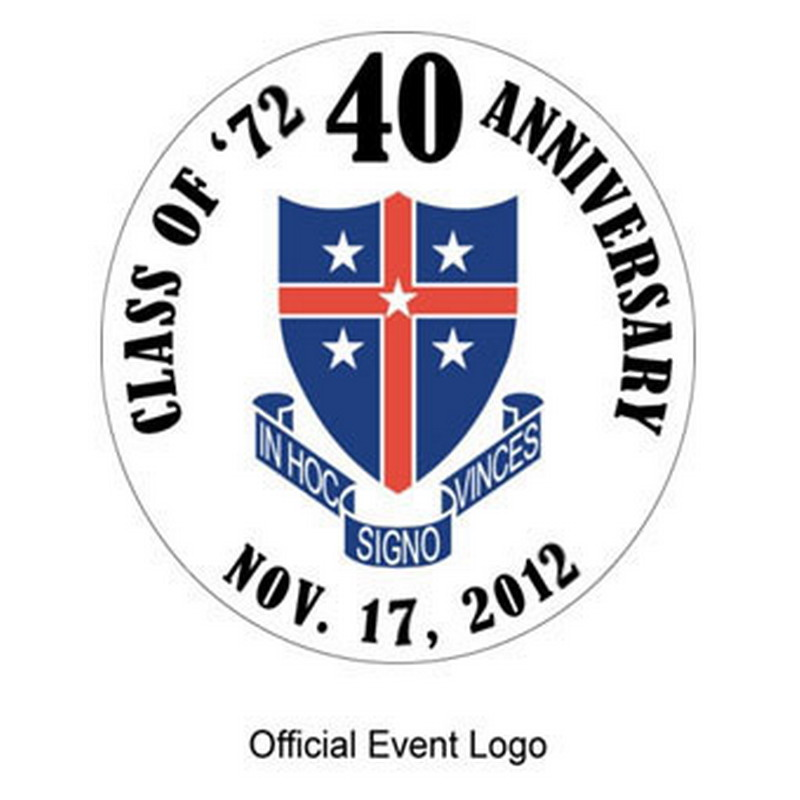 CLASS OF ‘72 40 ANNIVERSARY
IN HOC SIGNO VINCES
NOV. 17, 2012
Official Event Logo